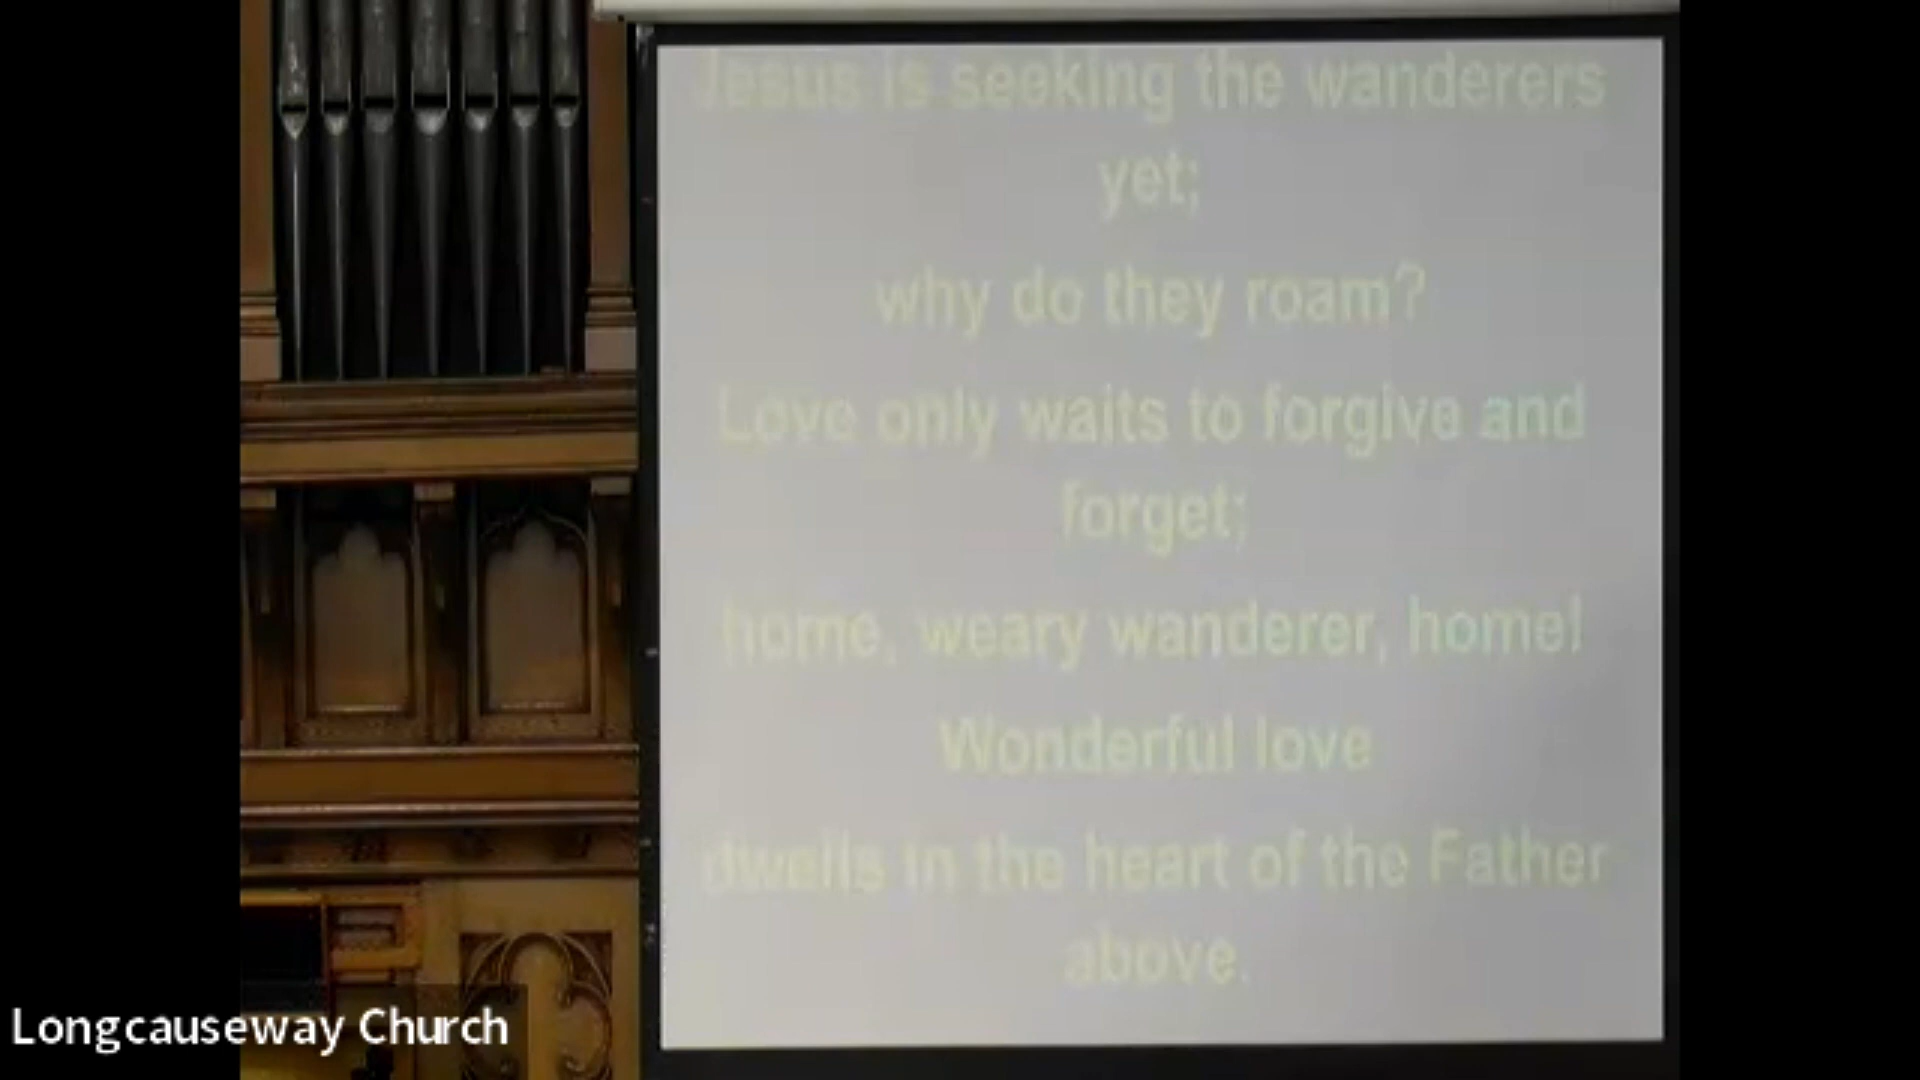 Jesus is seeking the wanderers
yet;
why do they roam?
Love only waits to forgive and
forget;
home, weary wanderer, home!
Wonderful love
dwells in the heart of the Father
above.
Longcauseway Church